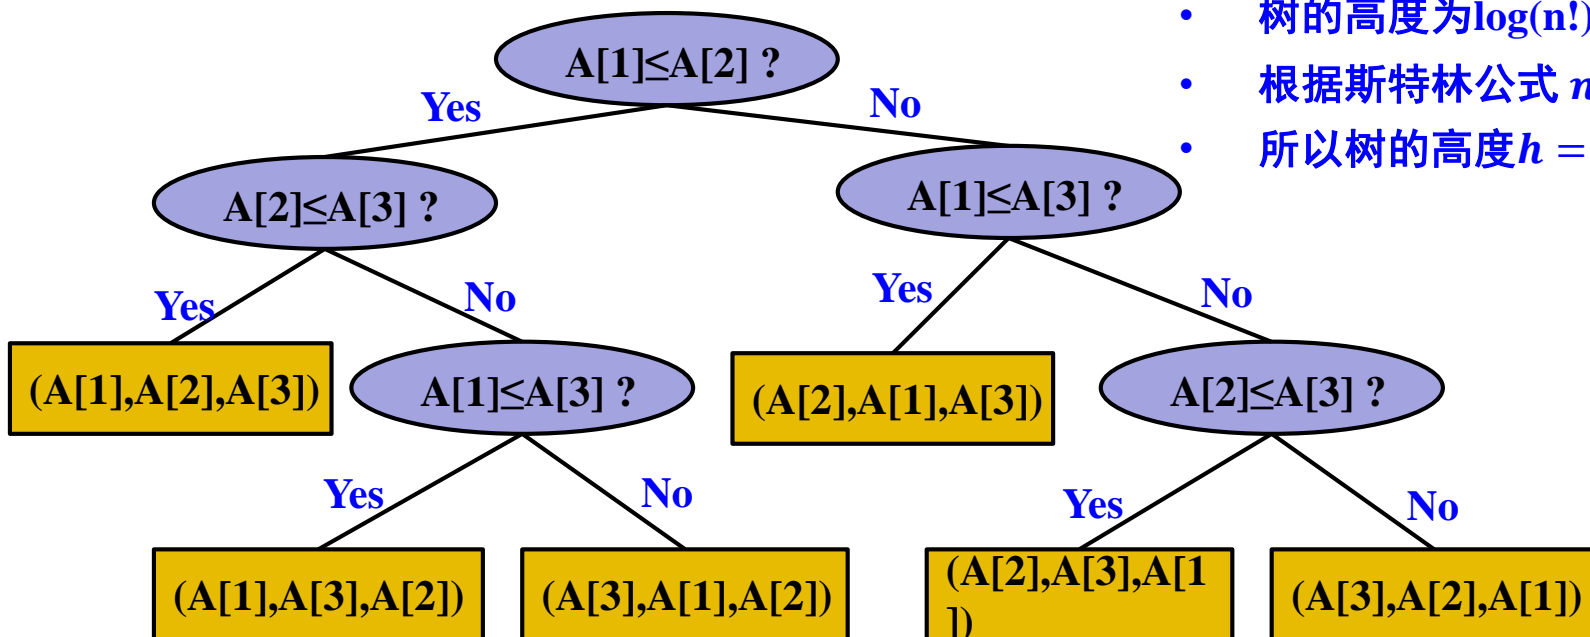 • 树的高度为log(n!)
• 根据斯特林公式
• 所以树的高度h =
A[1]≤A[2] ?
Yes
No
A[2]≤A[3] ?
A[1]≤A[3] ?
Yes
No
Yes
No
(A[1],A[2],A[3])
A[1]≤A[3] ?
(A[2],A[1],A[3])
A[2]≤A[3] ?
Yes
No
Yes
No
(A[1],A[3],A[2])
(A[3],A[1],A[2])
(A[2],A[3],A[1
])
(A[3],A[2],A[1])